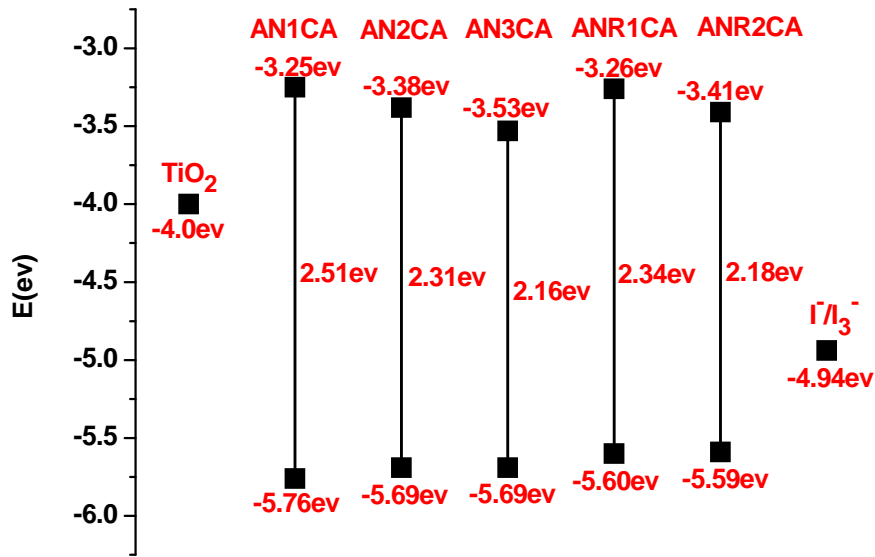 AN1CA AN2CA AN3CA ANR1CA ANR2CA
-3.0
-3.25ev -3.38ev -3.53ev -3.26ev -3.41ev
-3.5
TiO₂
-4.0
-4.0ev
E(ev)
-4.5
2.51ev 2.31ev 2.16ev 2.34ev 2.18ev
I⁻/I₃⁻
-5.0
-4.94ev
-5.5
-5.76ev -5.69ev -5.69ev -5.60ev -5.59ev
-6.0